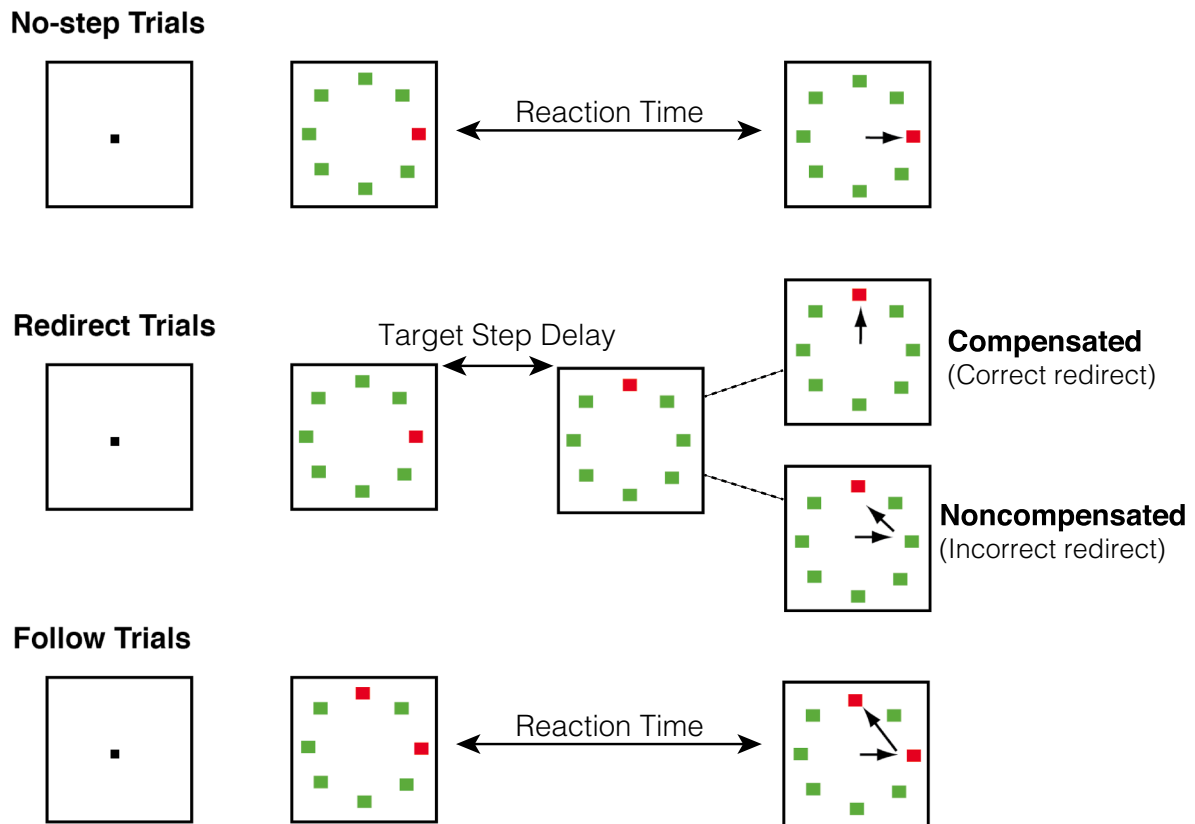 No-step Trials
Reaction Time
Redirect Trials
Target Step Delay
Compensated
(Correct redirect)
Noncompensated
(Incorrect redirect)
Follow Trials
Reaction Time